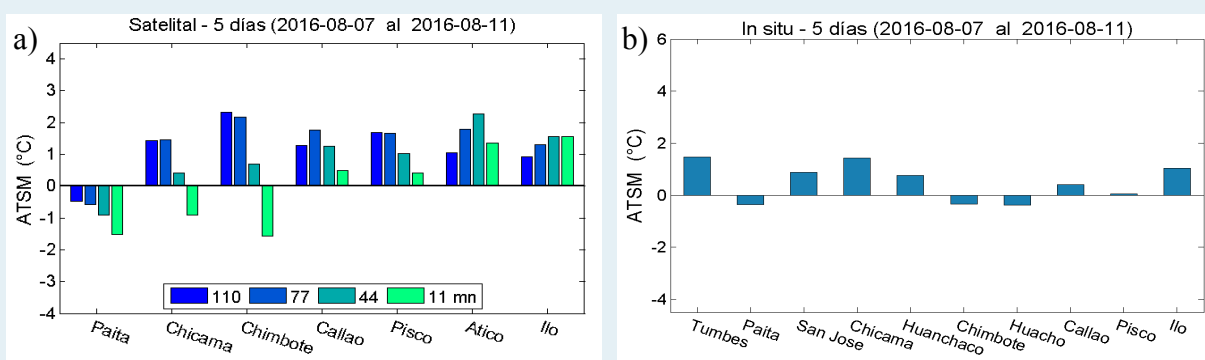 a)
Satelital - 5 días (2016-08-07 al 2016-08-11)
ATSM (°C)
4
3
2
1
0
-1
-2
-3
-4
110 77 44 11 mn
Paita Chicama Chimbote Callao Pisco Atico Ilo
b)
In situ - 5 días (2016-08-07 al 2016-08-11)
ATSM (°C)
6
4
2
0
-2
-4
Tumbes Paita San Jose Chicama Huanchaco Chimbote Huacho Callao Pisco Ilo